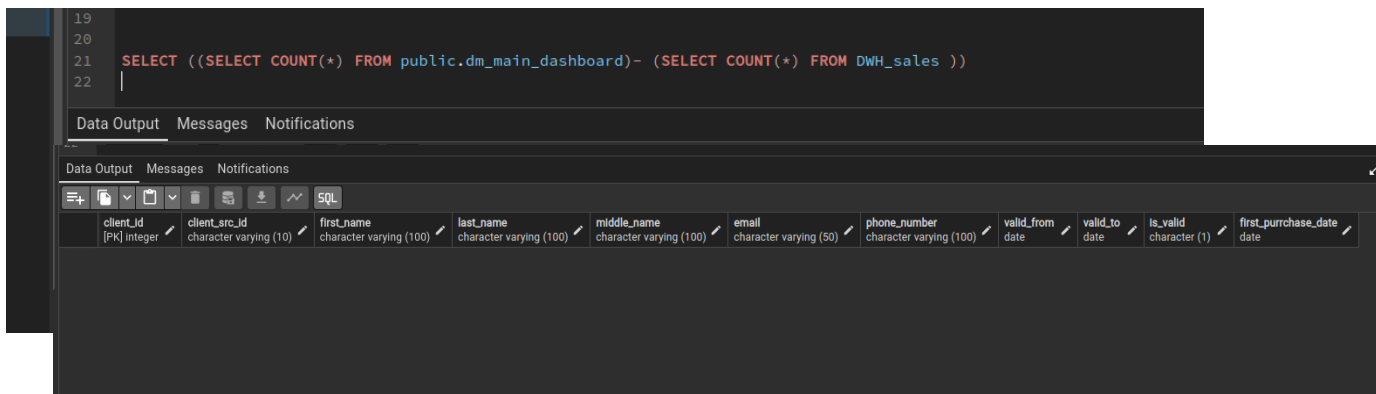 19
20
21 SELECT ((SELECT COUNT(*) FROM public.dm_main_dashboard)- (SELECT COUNT(*) FROM DWH_sales ))
22
Data Output Messages Notifications
Data Output Messages Notifications
SQL
client_id client_src_id first_name last_name middle_name email phone_number valid_from valid_to is_valid first_purrchase_date
[PK] integer character varying (10) character varying (100) character varying (100) character varying (100) character varying (50) character varying (100) date date character (1) date